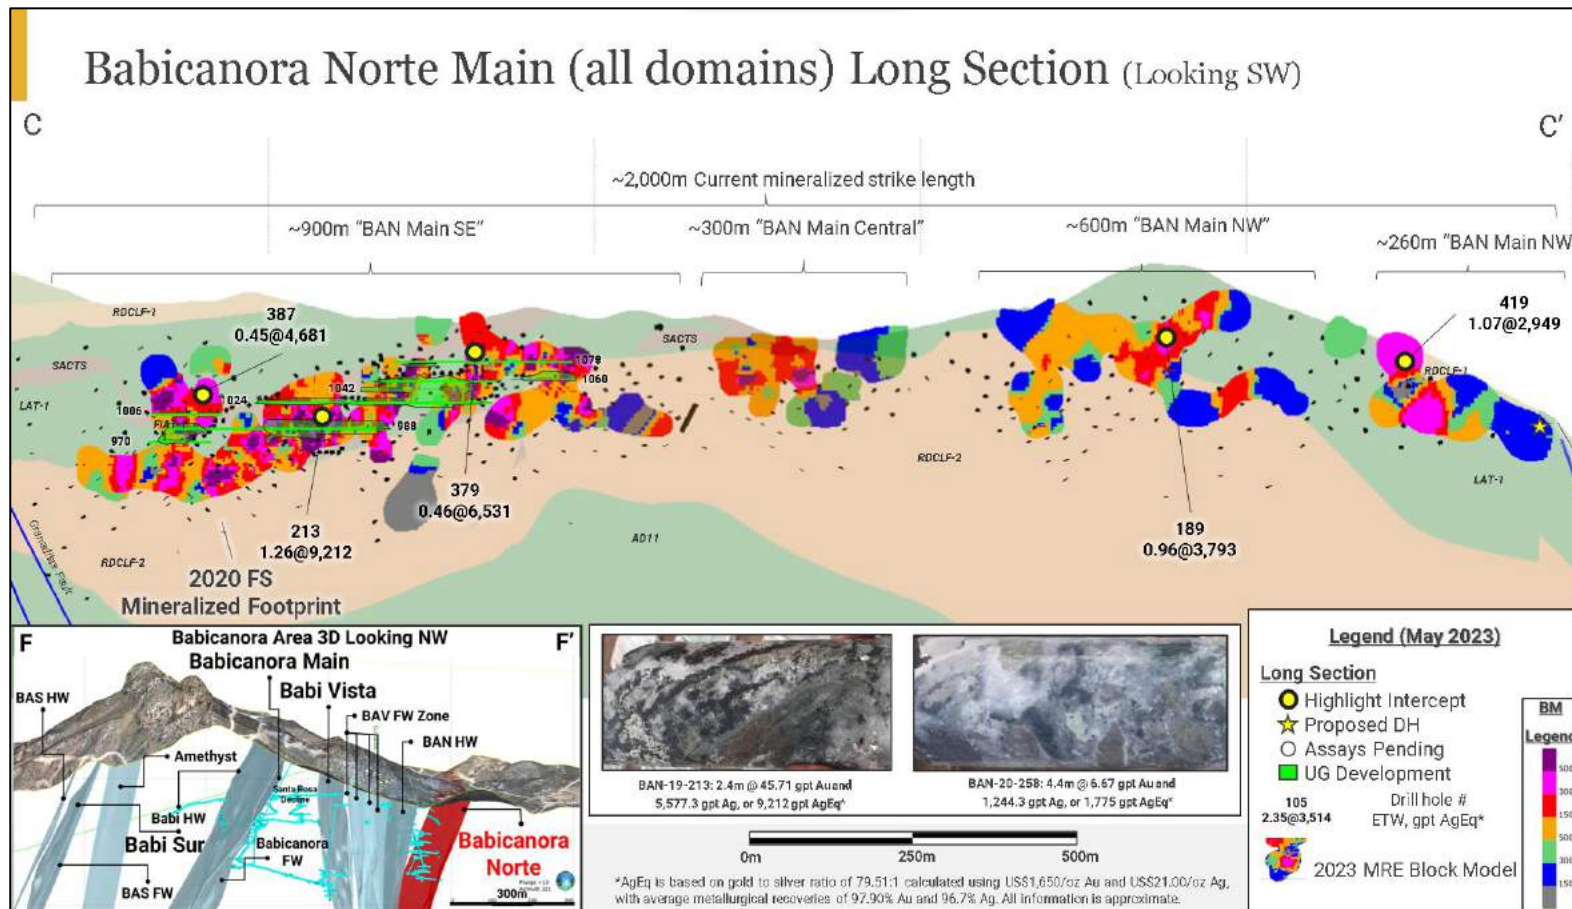 Babicanora Norte Main (all domains) Long Section (Looking SW)
C
C'
~2,000m Current mineralized strike length
~900m "BAN Main SE"
~300m "BAN Main Central"
~600m "BAN Main NW"
~260m "BAN Main NW
RDCLF-1
387
0.45@4,681
419
1.07@2,949
SACTS
SACTS
RDCLF-1
1078
1060
1042
1024
LAT-1
1006
988
970
RDCLF-2
LAT-1
379
0.46@6,531
213
1.26@9,212
189
0.96@3,793
AD11
RDCLF-2
2020 FS
Mineralized Footprint
F
Babicanora Area 3D Looking NW
F'
Babicanora Main
BAS HW
Babi Vista
BAV FW Zone
Amethyst
BAN HW
Santa Rosa
Decline
Babi HW
Babi Sur
Babicanora
FW
Babicanora
Norte
BAS FW
300m
BAN-19-213: 2.4m @ 45.71 gpt Au and
5,577.3 gpt Ag, or 9,212 gpt AgEq^
BAN-20-258: 4.4m @ 6.67 gpt Au and
1,244.3 gpt Ag, or 1,775 gpt AgEq^
0m
250m
500m
*AgEq is based on gold to silver ratio of 79.51:1 calculated using US$1,650/oz Au and US$21.00/oz Ag,
with average metallurgical recoveries of 97.90% Au and 96.7% Ag. All information is approximate.
Legend (May 2023)
Long Section
Highlight Intercept
Proposed DH
Assays Pending
UG Development
105
2.35@3,514
Drill hole #
ETW, gpt AgEq*
2023 MRE Block Model
BM
Legend